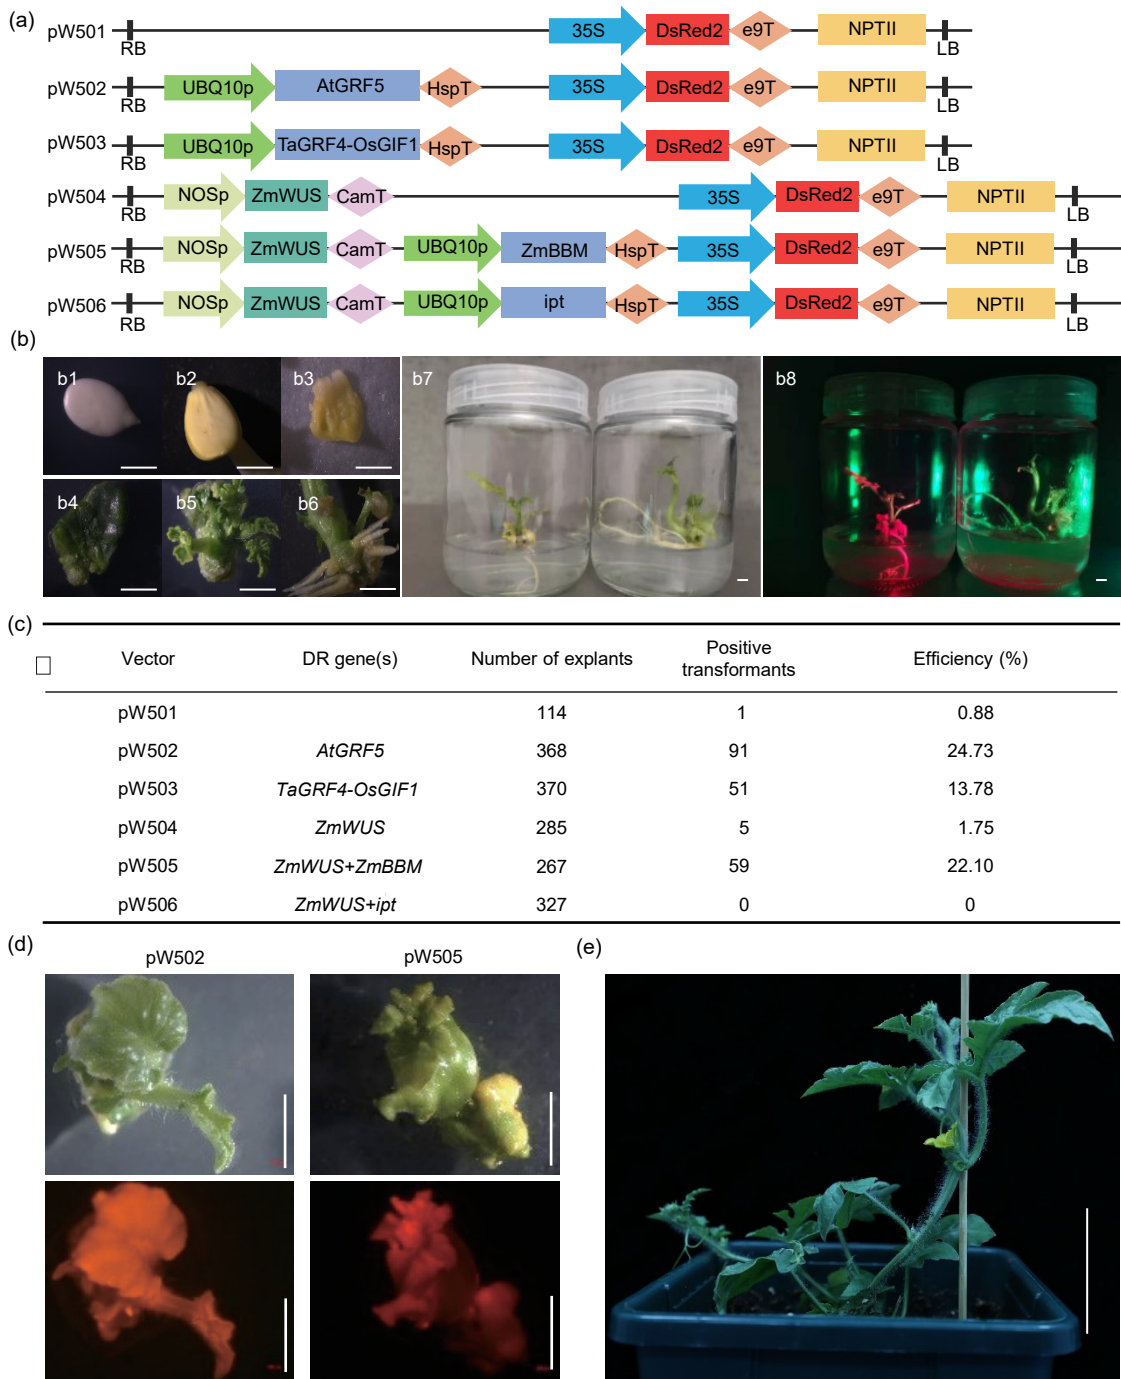 (a)
pW501 RB 35S DsRed2 e9T NPTII LB
pW502 RB UBQ10p AtGRF5 HspT 35S DsRed2 e9T NPTII LB
pW503 RB UBQ10p TaGRF4-OsGIF1 HspT 35S DsRed2 e9T NPTII LB
pW504 RB NOSp ZmWUS CamT 35S DsRed2 e9T NPTII LB
pW505 RB NOSp ZmWUS CamT UBQ10p ZmBBM HspT 35S DsRed2 e9T NPTII LB
pW506 RB NOSp ZmWUS CamT UBQ10p ipt HspT 35S DsRed2 e9T NPTII LB
(b)
b1 b2 b3 b7 b8
b4 b5 b6
(c)
Vector DR gene(s) Number of explants Positive transformants Efficiency (%)
pW501 114 1 0.88
pW502 AtGRF5 368 91 24.73
pW503 TaGRF4-OsGIF1 370 51 13.78
pW504 ZmWUS 285 5 1.75
pW505 ZmWUS+ZmBBM 267 59 22.10
pW506 ZmWUS+ipt 327 0 0
(d) (e)
pW502 pW505